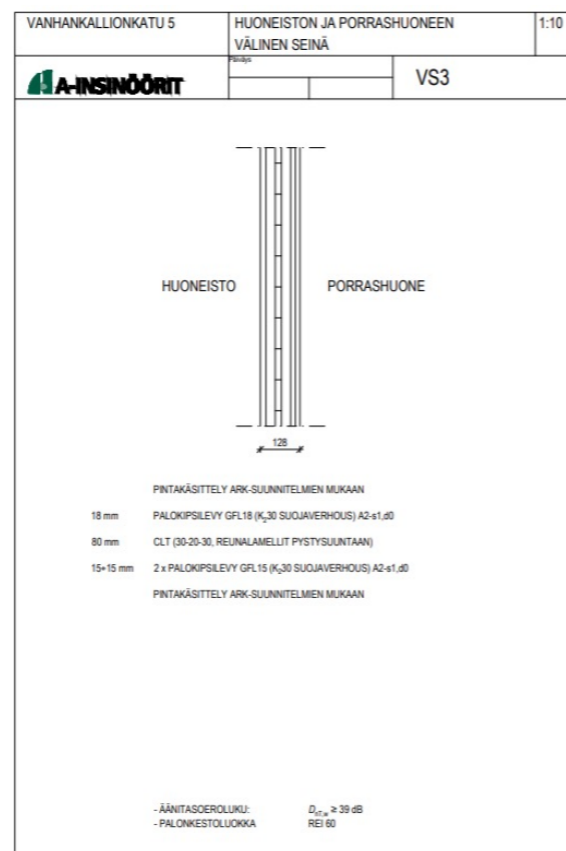 VANHANKALLIONKATU 5
HUONEISTON JA PORRASHUONEEN
VÄLINEN SEINÄ
1:10
Päiväys
A-INSINÖÖRIT
VS3
HUONEISTO
PORRASHUONE
128
PINTAKÄSITTELY ARK-SUUNNITELMIEN MUKAAN
18 mm PALOKIPSILEVY GFL18 (K₂30 SUOJAVERHOUS) A2-s1,d0
80 mm CLT (30-20-30, REUNALAMELLIT PYSTYSUUNTAAN)
15+15 mm 2 x PALOKIPSILEVY GFL15 (K₂30 SUOJAVERHOUS) A2-s1,d0
PINTAKÄSITTELY ARK-SUUNNITELMIEN MUKAAN
- ÄÄNITASOEROLUKU: DnT,w ≥ 39 dB
- PALONKESTOLUOKKA REI 60